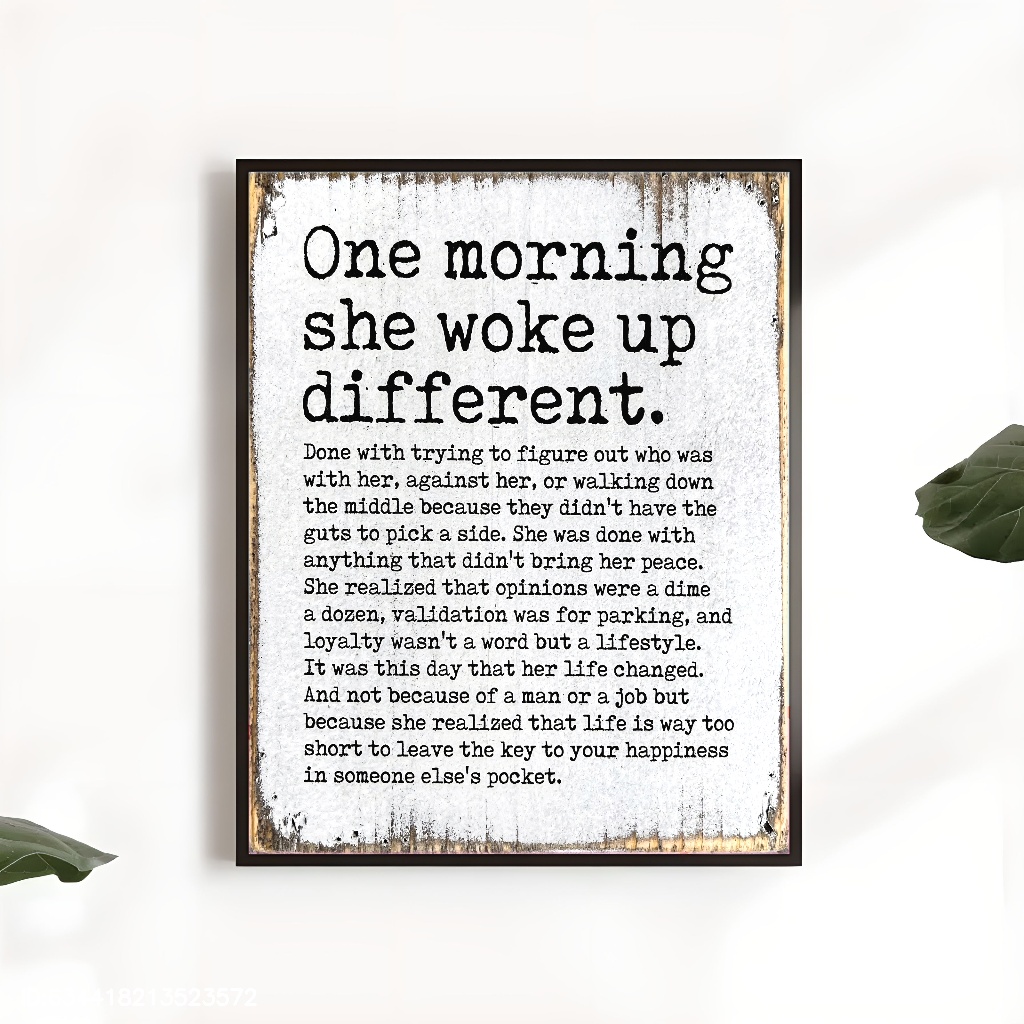 One morning
she woke up
different.
Done with trying to figure out who was
with her, against her, or walking down
the middle because they didn't have the
guts to pick a side. She was done with
anything that didn't bring her peace.
She realized that opinions were a dime
a dozen, validation was for parking, and
loyalty wasn't a word but a lifestyle.
It was this day that her life changed.
And not because of a man or a job but
because she realized that life is way too
short to leave the key to your happiness
in someone else's pocket.